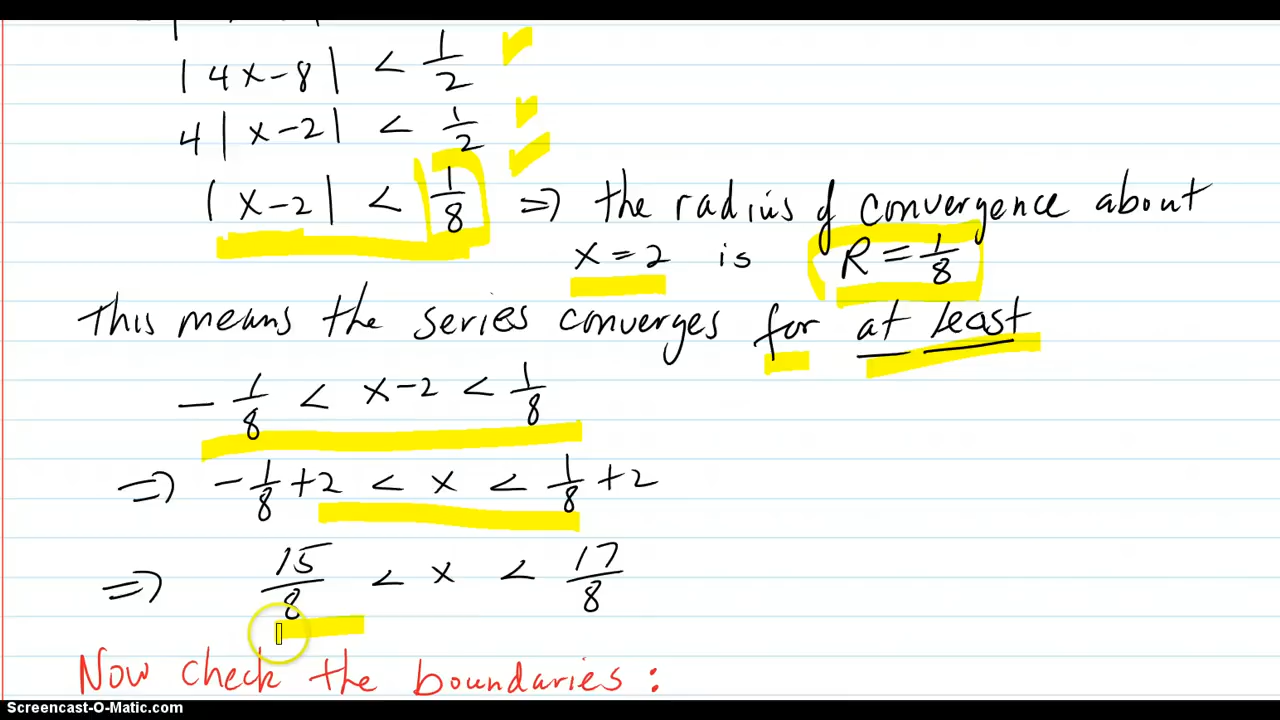 |4x-8| < 1/2
4|x-2| < 1/2
|x-2| < 1/8 => the radius of convergence about
x=2 is R = 1/8
This means the series converges for at least
- 1/8 < x-2 < 1/8
=> - 1/8 +2 < x < 1/8 +2
=> 15/8 < x < 17/8
Now check the boundaries:
Screencast-O-Matic.com